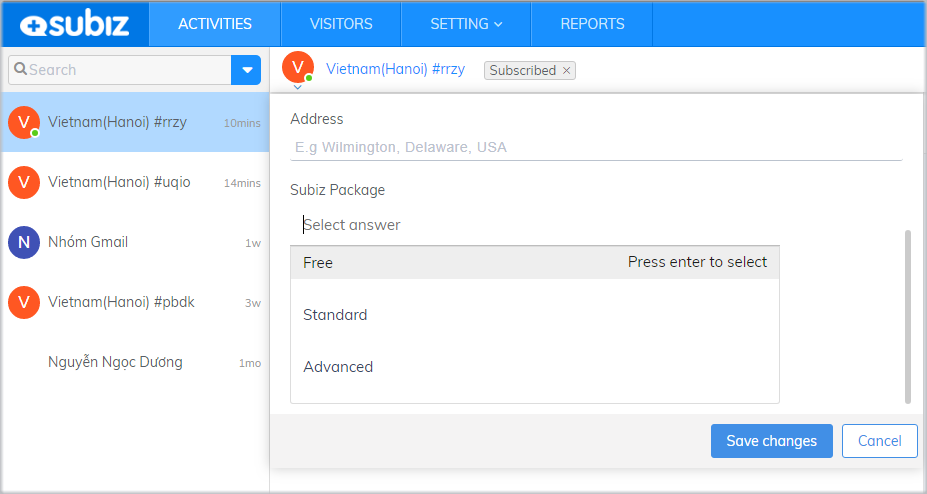 subiz
ACTIVITIES
VISITORS
SETTING
REPORTS
Search
V
Vietnam(Hanoi) #rrzy
Subscribed ×
V
Vietnam(Hanoi) #rrzy
10mins
V
Vietnam(Hanoi) #uqio
14mins
N
Nhóm Gmail
1w
V
Vietnam(Hanoi) #pbdk
3w
Nguyễn Ngọc Dương
1mo
Address
E.g Wilmington, Delaware, USA
Subiz Package
Select answer
Free
Press enter to select
Standard
Advanced
Save changes
Cancel